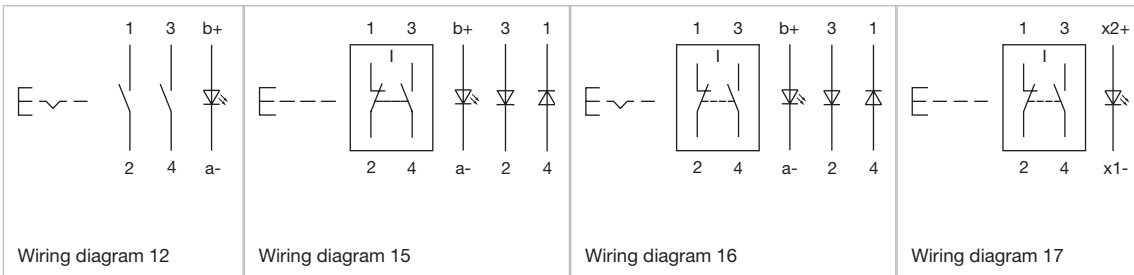 1 3 b+
2 4 a-
Wiring diagram 12
1 3 b+ 3 1
I
2 4 a- 2 4
Wiring diagram 15
1 3 b+ 3 1
I
2 4 a- 2 4
Wiring diagram 16
1 3 x2+
I
2 4 x1-
Wiring diagram 17